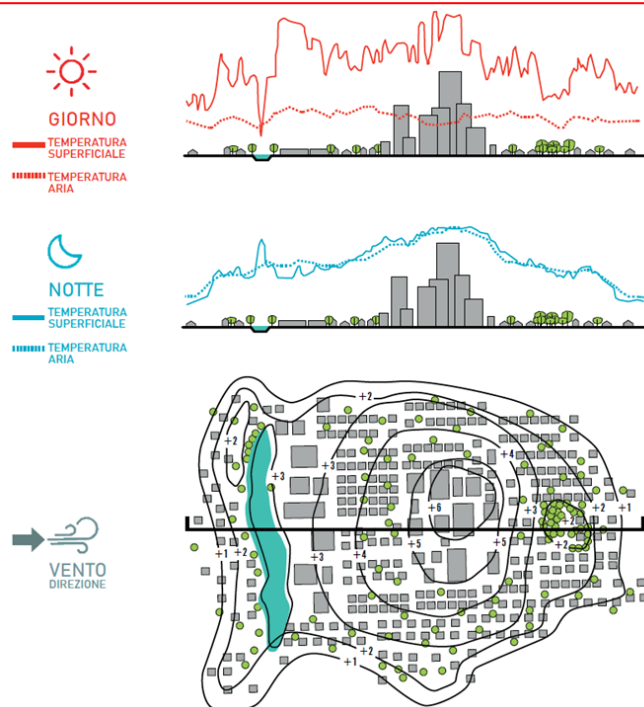 GIORNO
TEMPERATURA
SUPERFICIALE
TEMPERATURA
ARIA
NOTTE
TEMPERATURA
SUPERFICIALE
TEMPERATURA
ARIA
+2
+2
+4
+3
+3
+6
+3
+2
+1
+5
+5
+1
+2
+3
+4
+2
VENTO
DIREZIONE
+2
+1